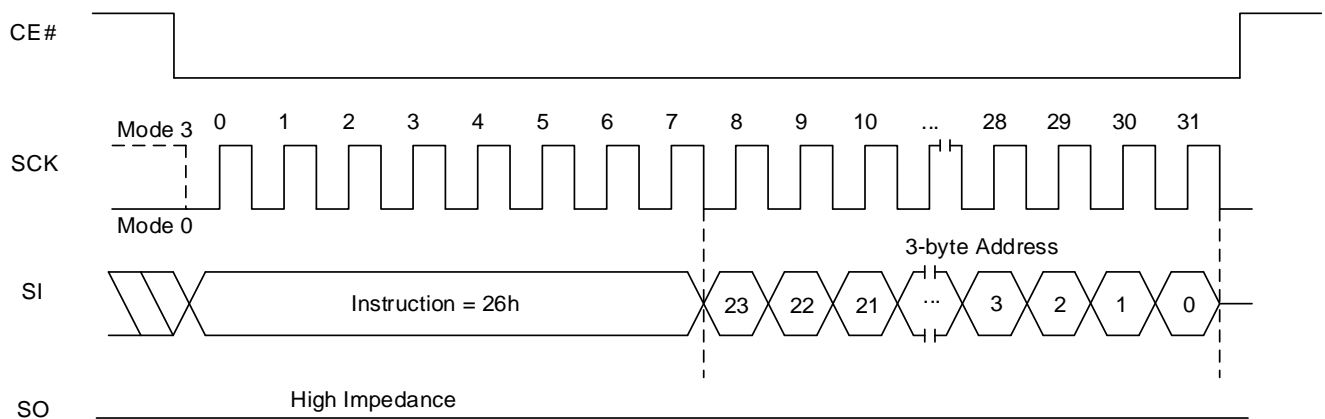 CE#
Mode 3
0 1 2 3 4 5 6 7 8 9 10 ... 28 29 30 31
SCK
Mode 0
3-byte Address
SI
Instruction = 26h
23 22 21 ... 3 2 1 0
High Impedance
SO